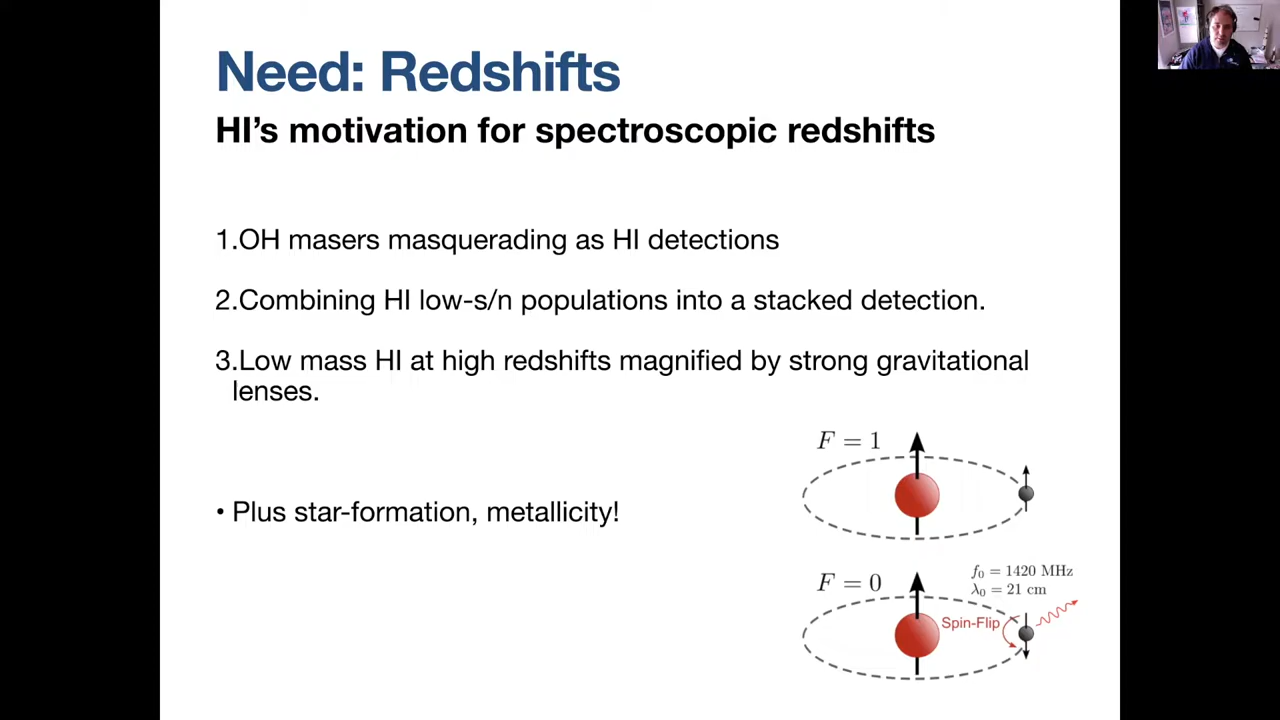 Need: Redshifts
HI's motivation for spectroscopic redshifts
1.OH masers masquerading as HI detections
2.Combining HI low-s/n populations into a stacked detection.
3.Low mass HI at high redshifts magnified by strong gravitational
lenses.
• Plus star-formation, metallicity!
F = 1
F = 0
f₀ = 1420 MHz
λ₀ = 21 cm
Spin-Flip